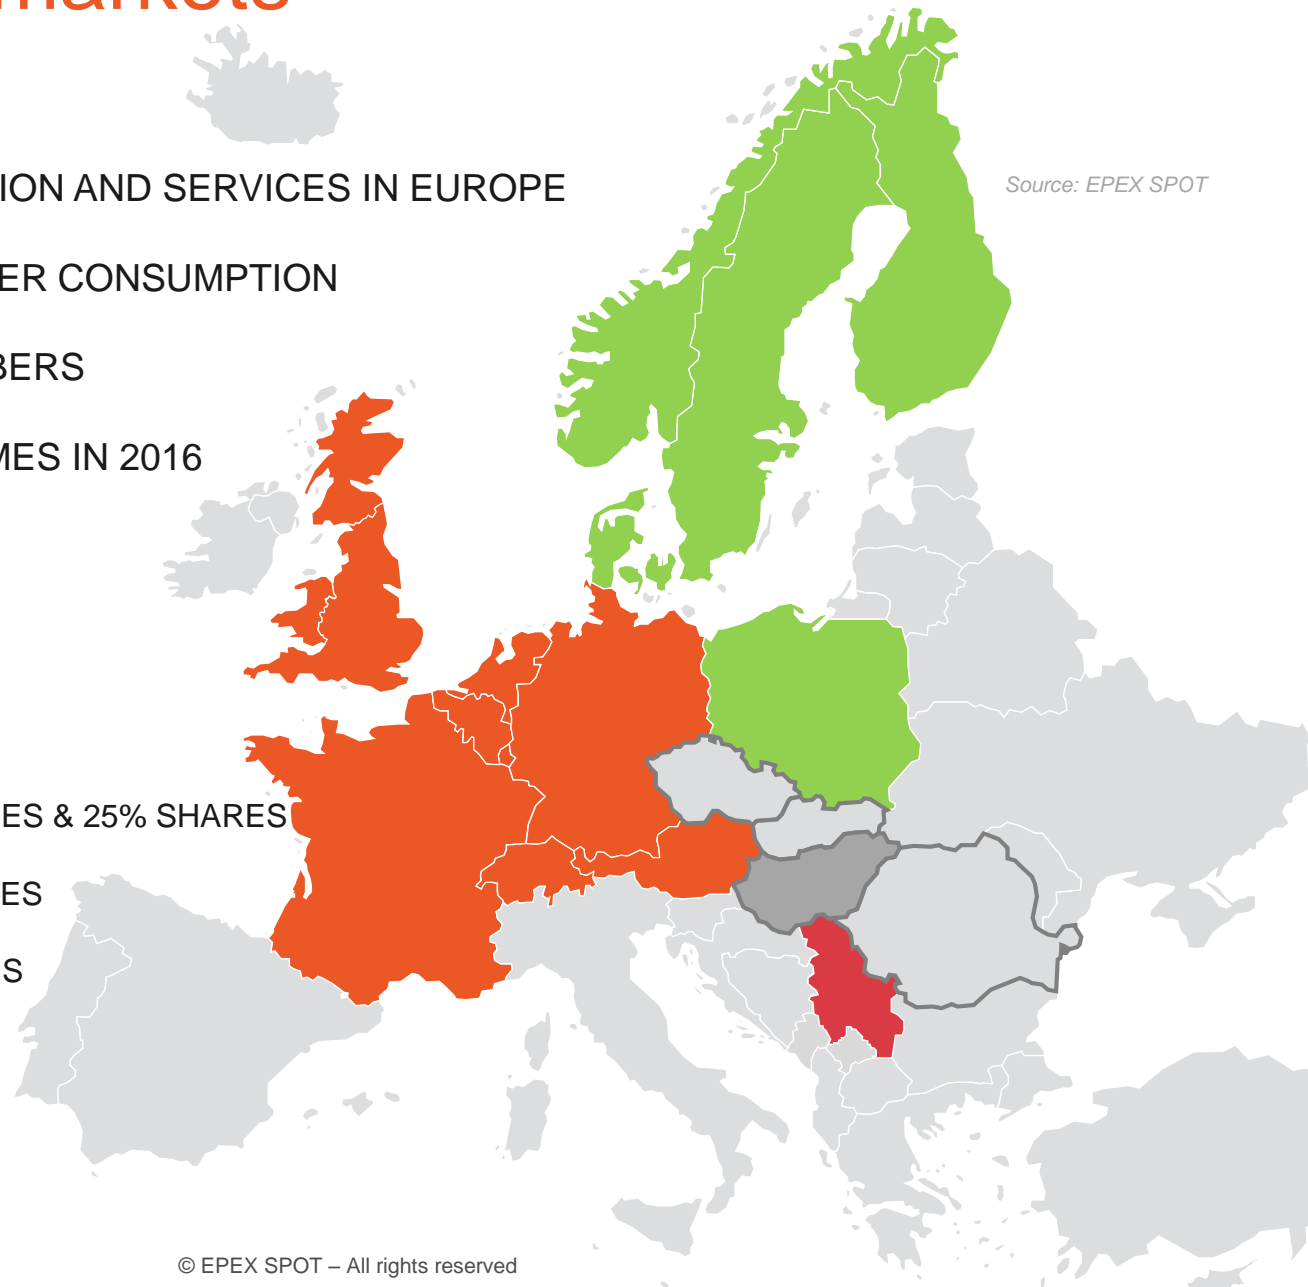 markets
ION AND SERVICES IN EUROPE
Source: EPEX SPOT
ER CONSUMPTION
BERS
MES IN 2016
ES & 25% SHARES
ES
S
© EPEX SPOT – All rights reserved